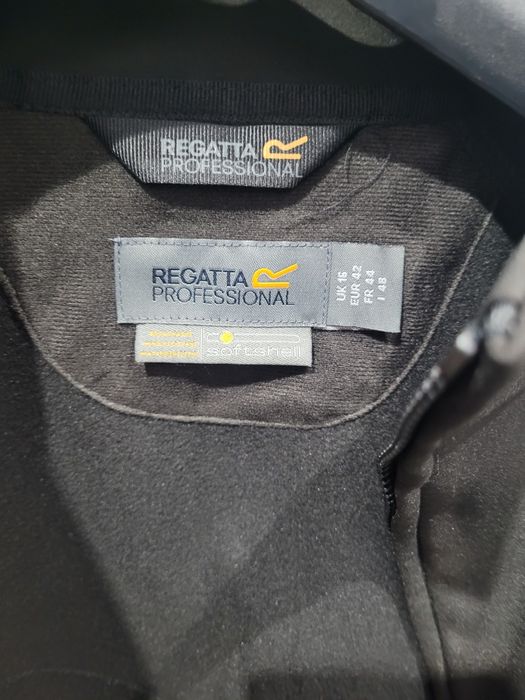 REGATTA
PROFESSIONAL
REGATTA
PROFESSIONAL
UK 16
EUR 42
FR 44
I 48
softshell